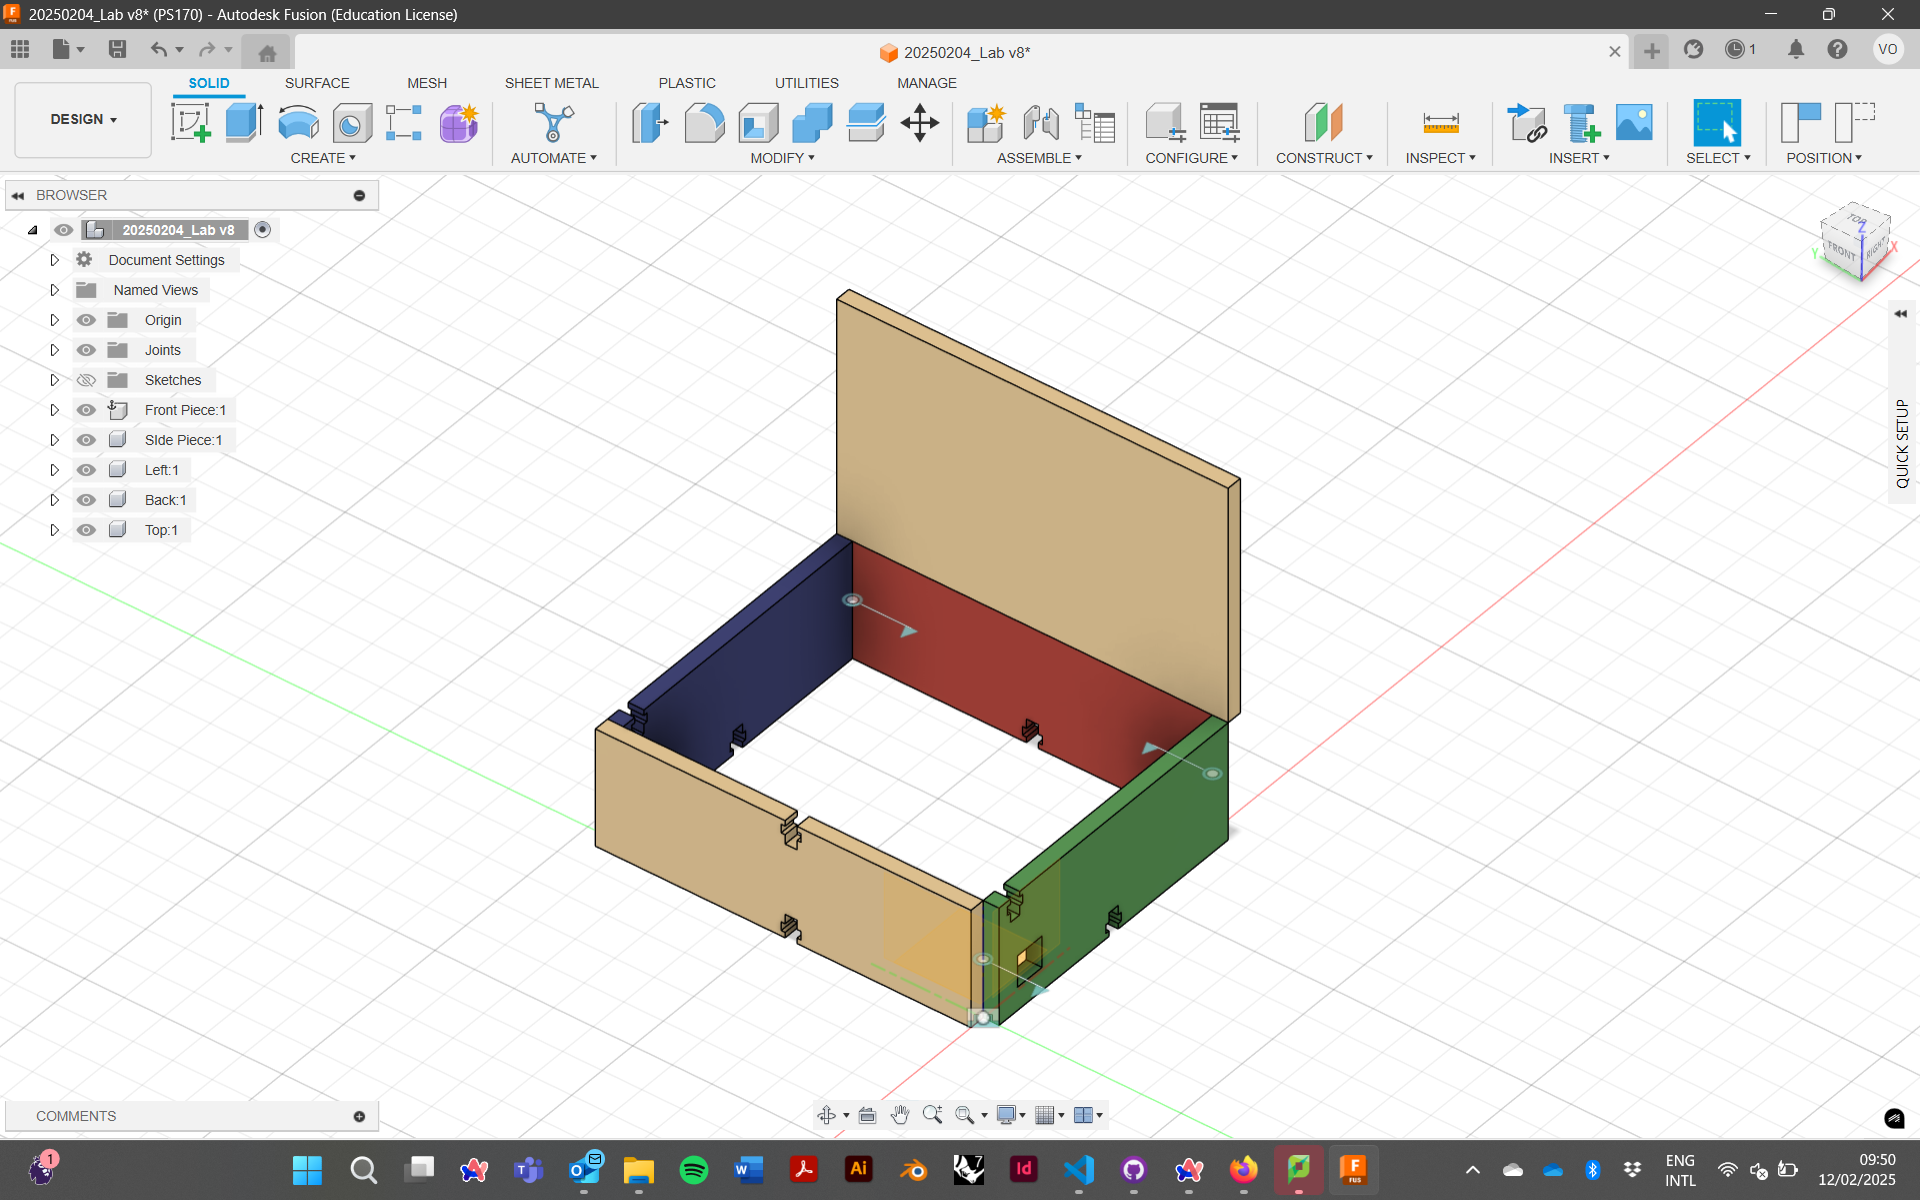 20250204_Lab v8* (PS170) - Autodesk Fusion (Education License)
20250204_Lab v8*
1
VO
DESIGN
SOLID
SURFACE
MESH
SHEET METAL
PLASTIC
UTILITIES
MANAGE
CREATE
AUTOMATE
MODIFY
ASSEMBLE
CONFIGURE
CONSTRUCT
INSPECT
INSERT
SELECT
POSITION
BROWSER
20250204_Lab v8
Document Settings
Named Views
Origin
Joints
Sketches
Front Piece:1
SIde Piece:1
Left:1
Back:1
Top:1
TOP
FRONT
RIGHT
Z
X
Y
QUICK SETUP
COMMENTS
1
ENG
INTL
09:50
12/02/2025